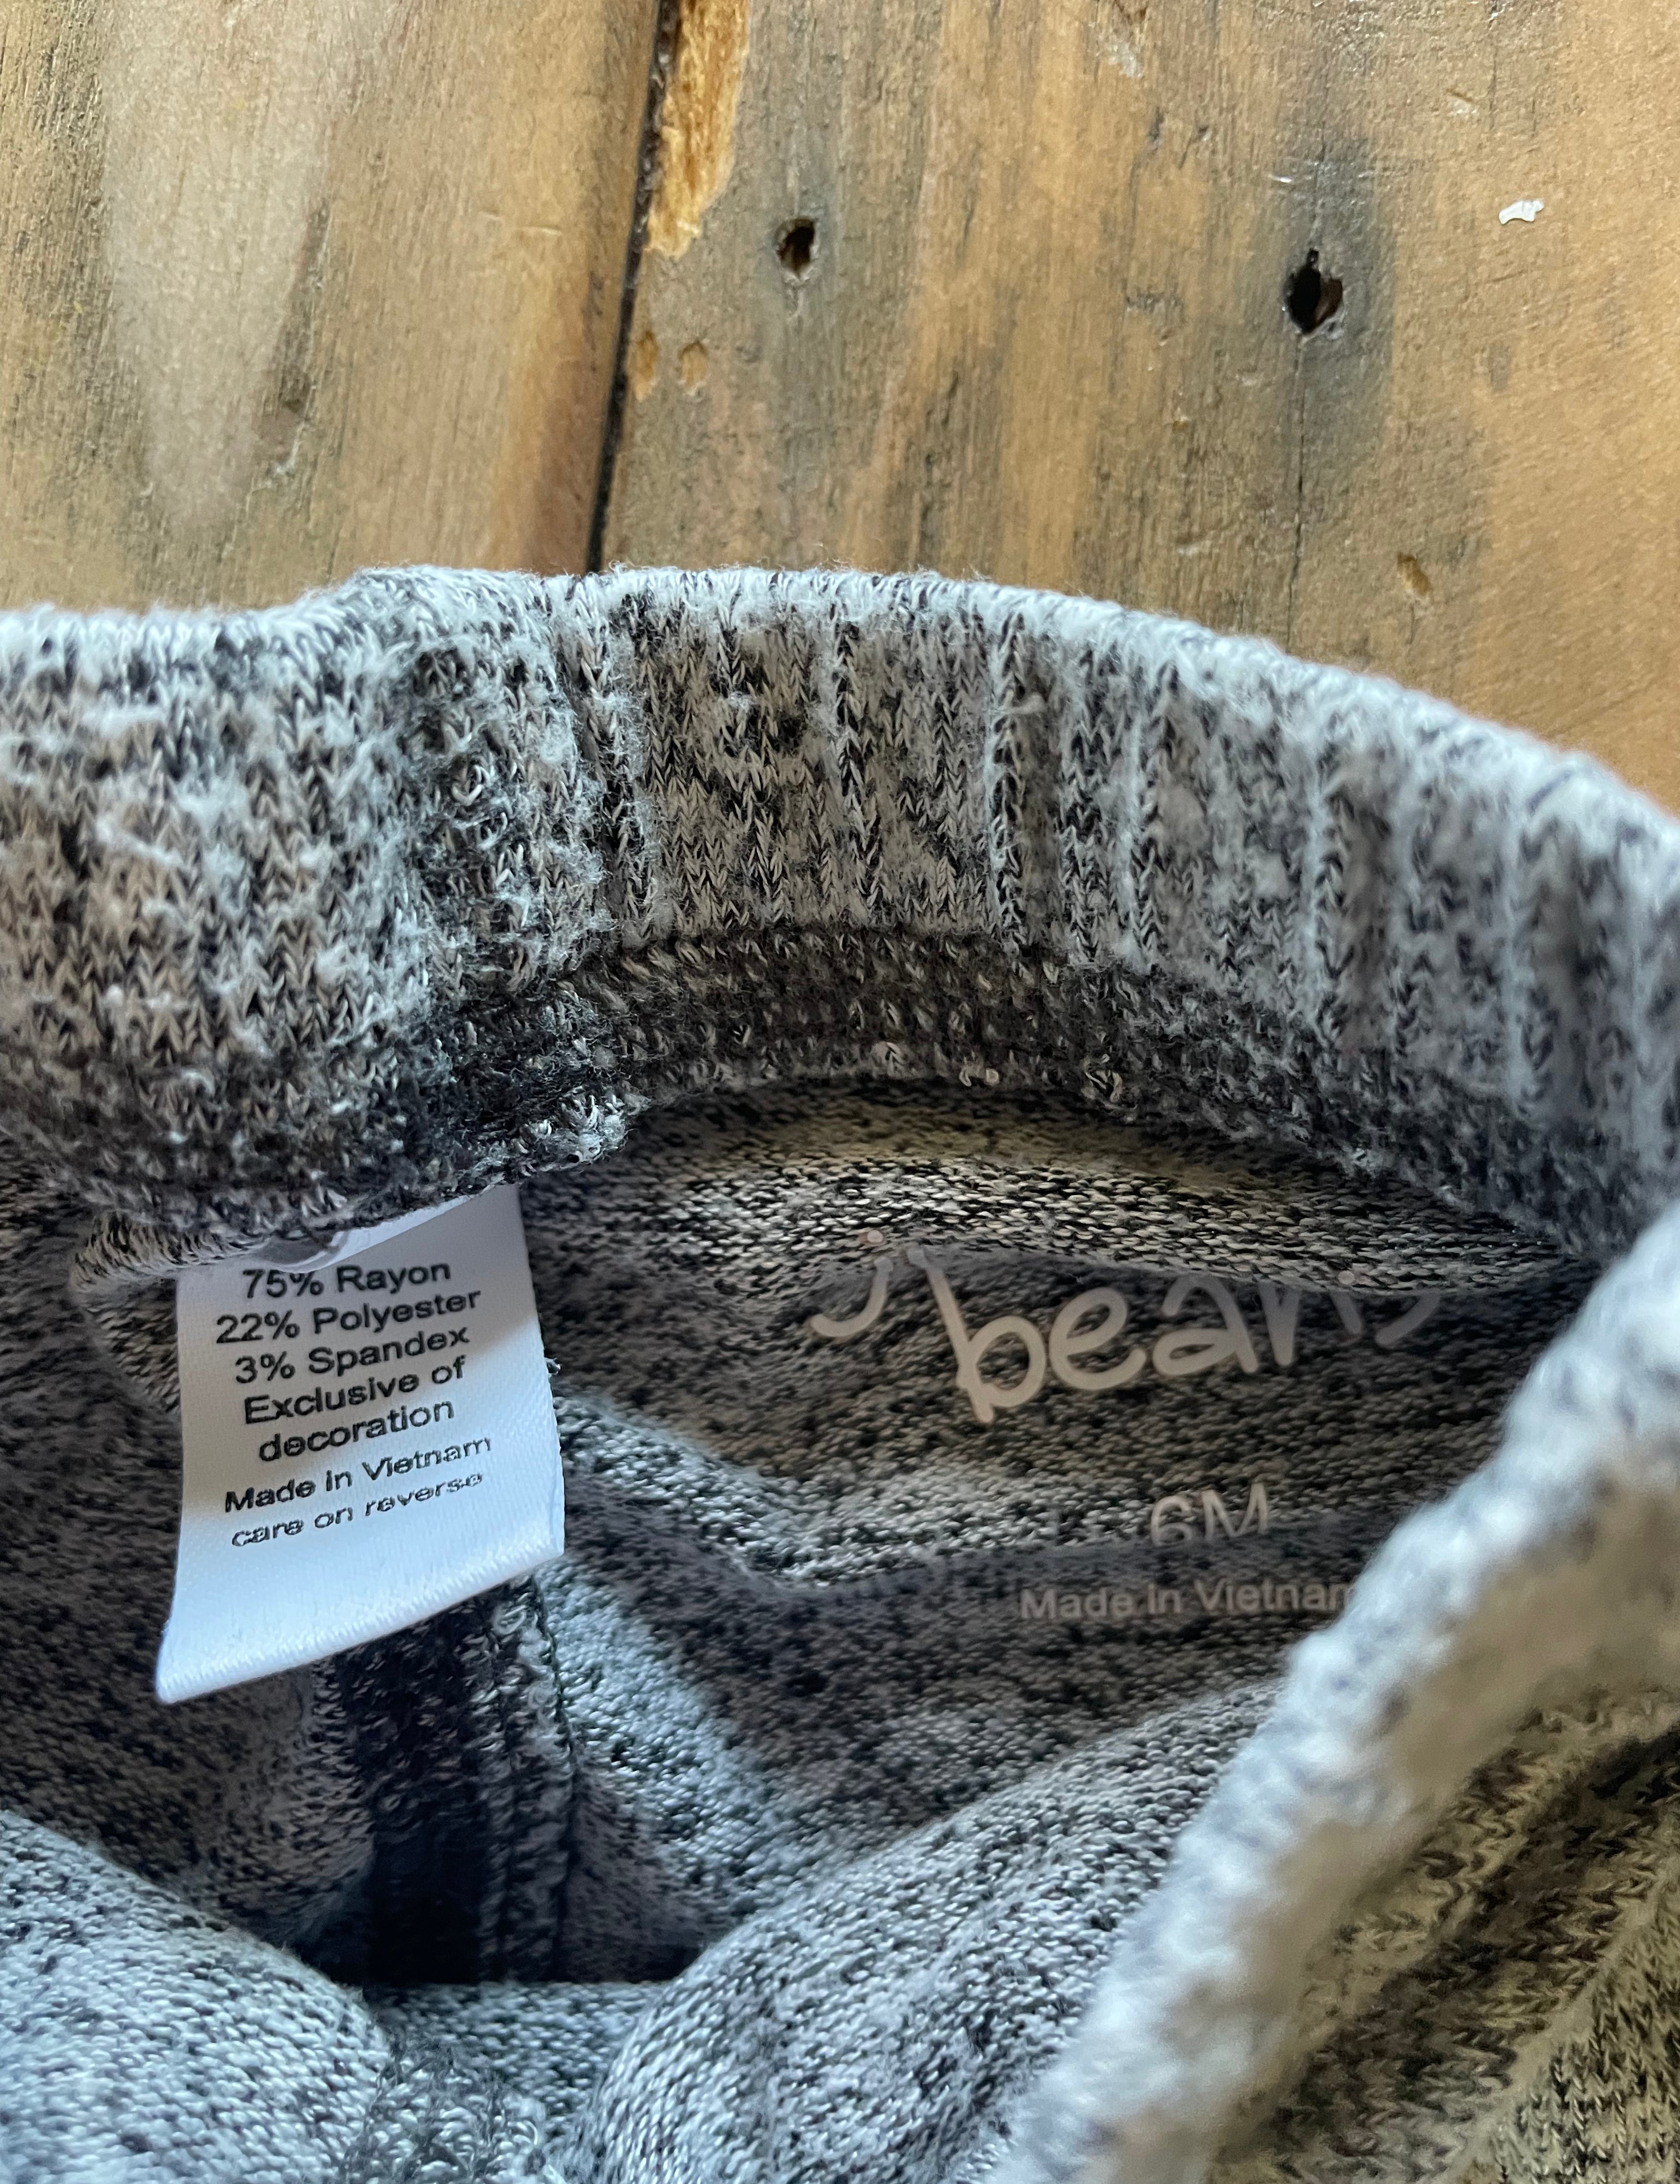 75% Rayon
22% Polyester
3% Spandex
Exclusive of
decoration
Made in Vietnam
care on reverse
beans
6M
Made in Vietnam